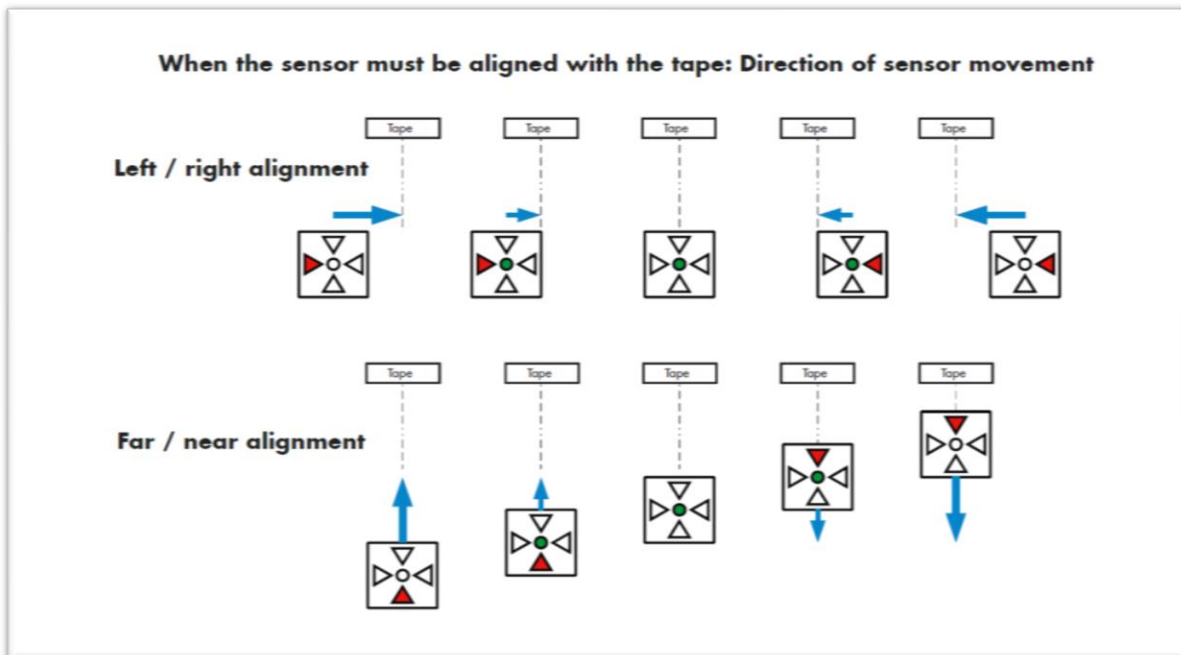 When the sensor must be aligned with the tape: Direction of sensor movement
Tape Tape Tape Tape Tape
Left / right alignment
Tape Tape Tape Tape Tape
Far / near alignment